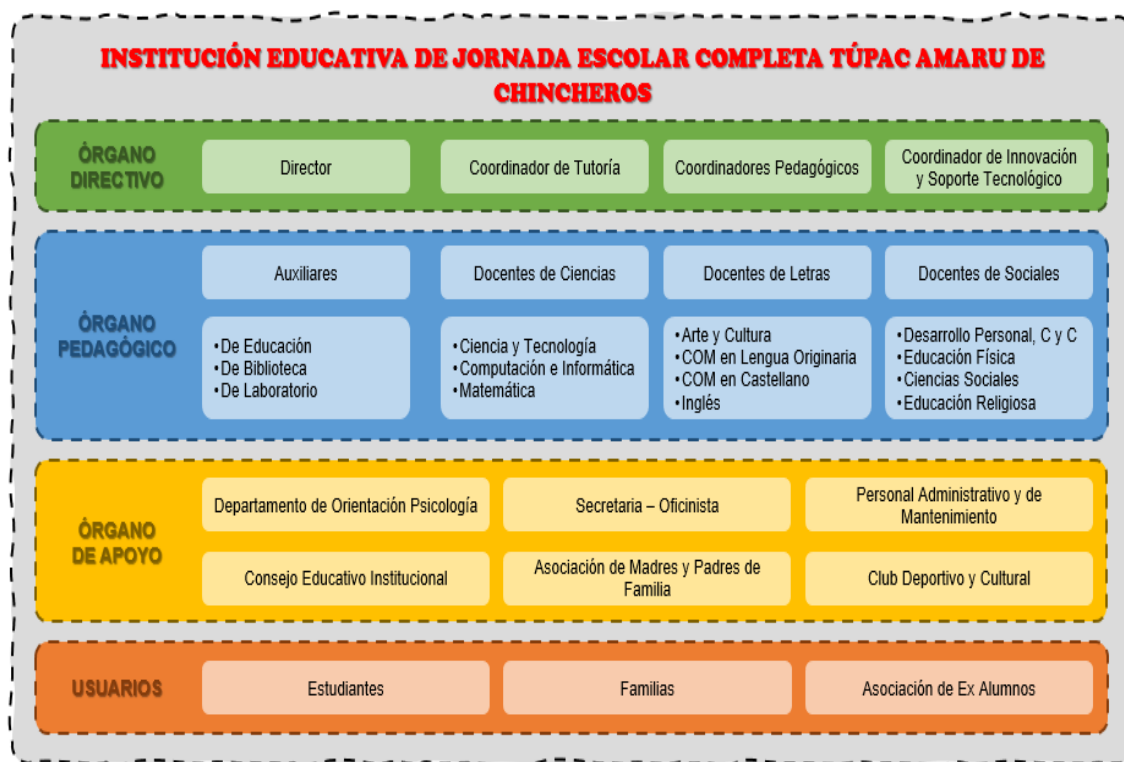 INSTITUCIÓN EDUCATIVA DE JORNADA ESCOLAR COMPLETA TÚPAC AMARU DE
CHINCHEROS
ÓRGANO
DIRECTIVO
Director
Coordinador de Tutoría
Coordinadores Pedagógicos
Coordinador de Innovación
y Soporte Tecnológico
ÓRGANO
PEDAGÓGICO
Auxiliares
Docentes de Ciencias
Docentes de Letras
Docentes de Sociales
•De Educación
•De Biblioteca
•De Laboratorio
•Ciencia y Tecnología
•Computación e Informática
•Matemática
•Arte y Cultura
•COM en Lengua Originaria
•COM en Castellano
•Inglés
•Desarrollo Personal, C y C
•Educación Física
•Ciencias Sociales
•Educación Religiosa
ÓRGANO
DE APOYO
Departamento de Orientación Psicología
Secretaria – Oficinista
Personal Administrativo y de
Mantenimiento
Consejo Educativo Institucional
Asociación de Madres y Padres de
Familia
Club Deportivo y Cultural
USUARIOS
Estudiantes
Familias
Asociación de Ex Alumnos